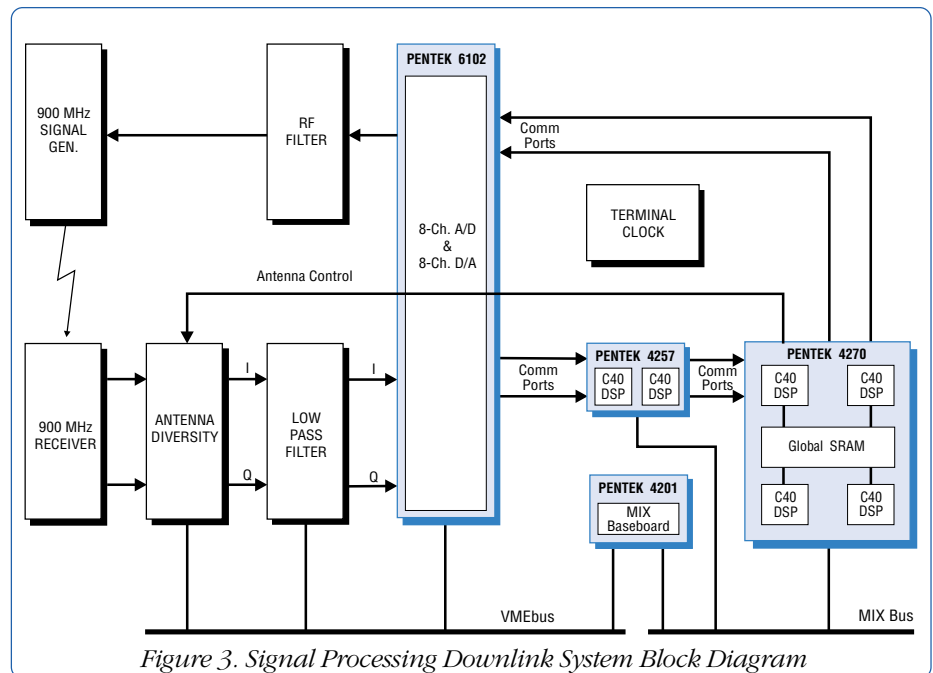 PENTEK 6102
900 MHz
SIGNAL
GEN.
RF
FILTER
Comm
Ports
8-Ch. A/D
&
8-Ch. D/A
TERMINAL
CLOCK
Antenna Control
900 MHz
RECEIVER
ANTENNA
DIVERSITY
I
Q
LOW
PASS
FILTER
I
Q
Comm
Ports
PENTEK 4257
C40
DSP
C40
DSP
Comm
Ports
PENTEK 4270
C40
DSP
C40
DSP
Global SRAM
C40
DSP
C40
DSP
PENTEK 4201
MIX
Baseboard
VMEbus
MIX Bus
Figure 3. Signal Processing Downlink System Block Diagram